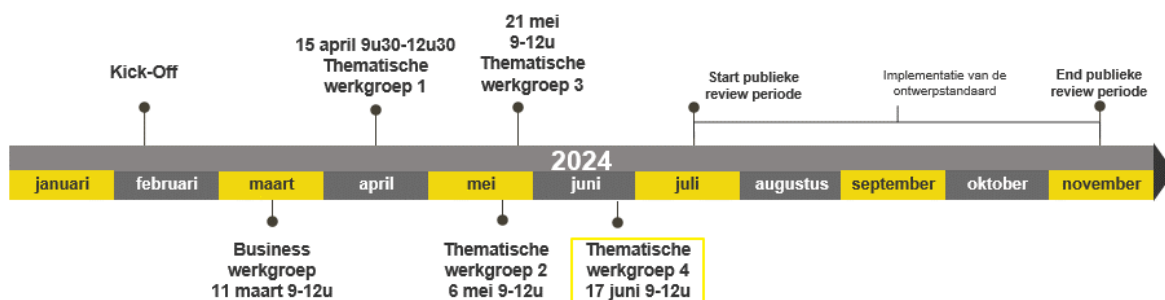 Kick-Off
15 april 9u30-12u30
Thematische
werkgroep 1
21 mei
9-12u
Thematische
werkgroep 3
Start publieke
review periode
Implementatie van de
ontwerpstandaard
End publieke
review periode
2024
januari februari maart april mei juni juli augustus september oktober november
Business
werkgroep
11 maart 9-12u
Thematische
werkgroep 2
6 mei 9-12u
Thematische
werkgroep 4
17 juni 9-12u